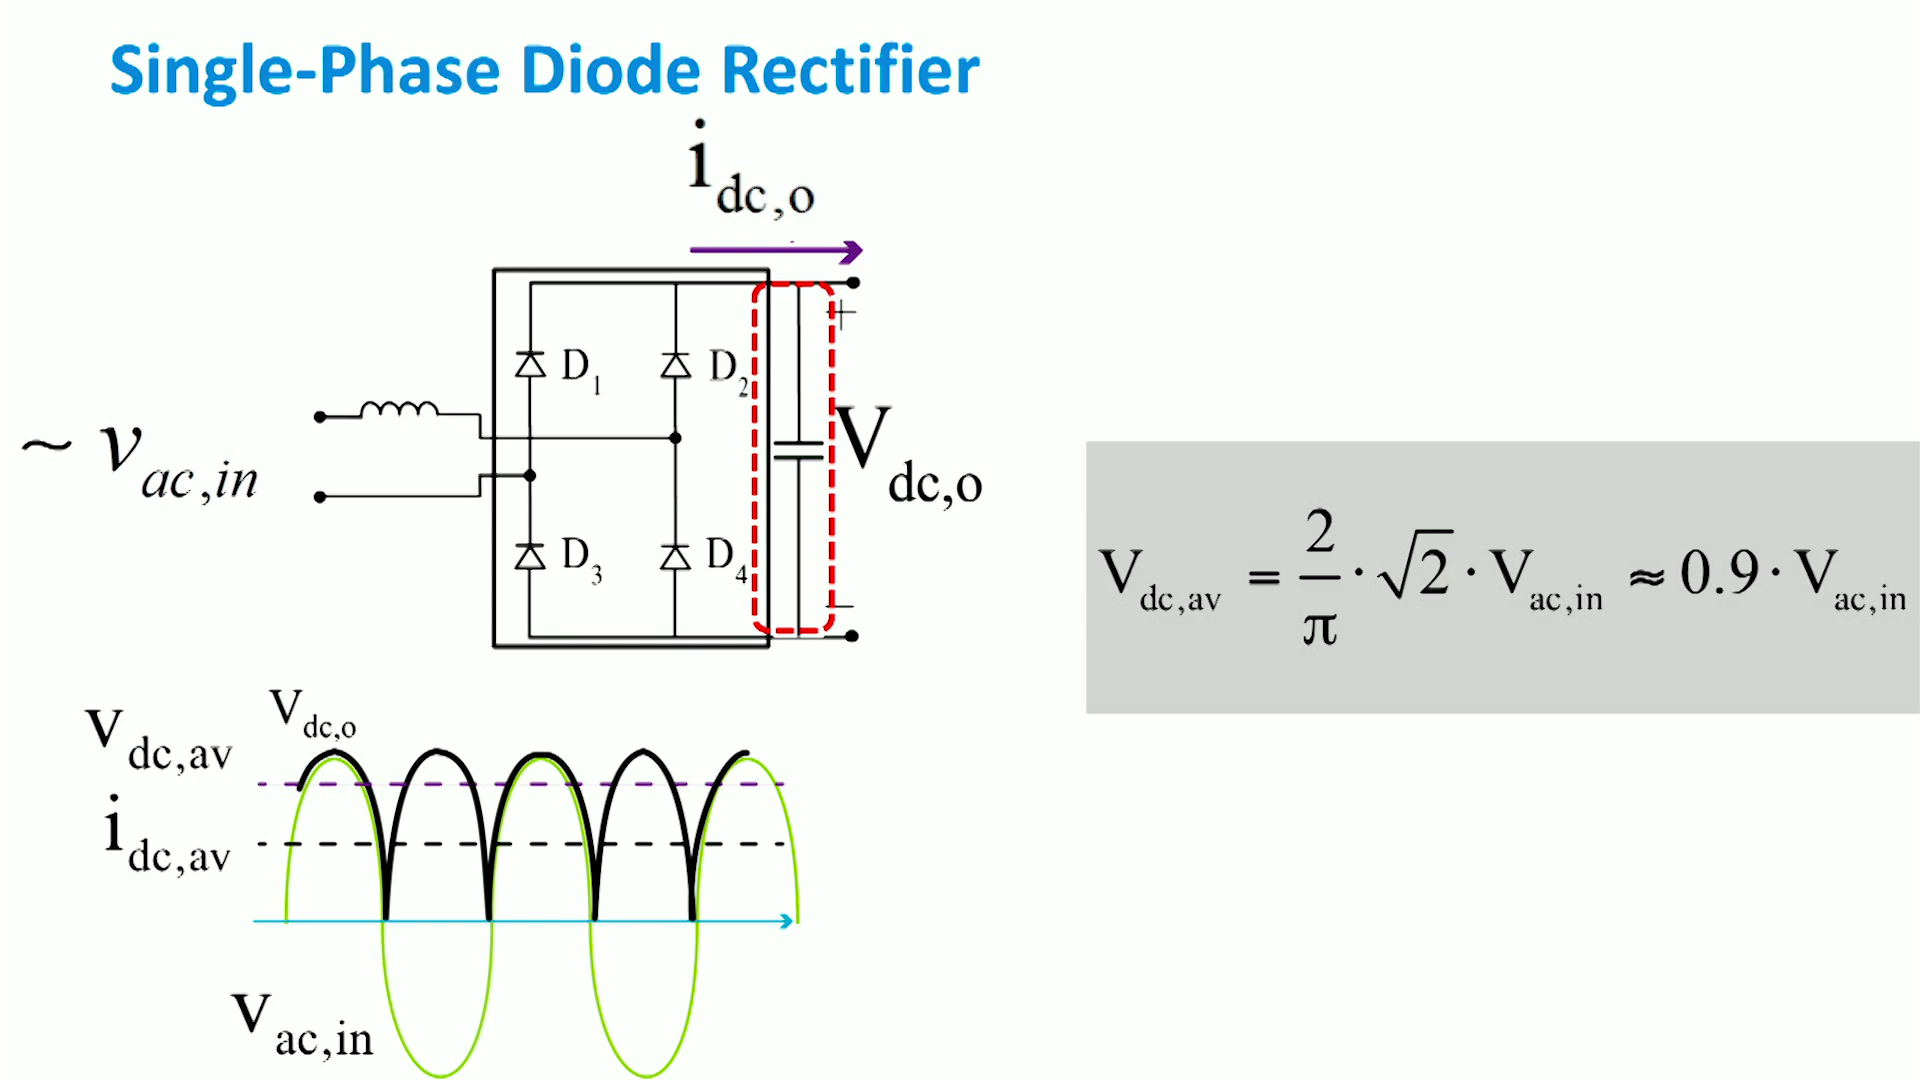 Single-Phase Diode Rectifier
i dc,o
+
D1 D2
~ v ac,in
V dc,o
D3 D4
−
V dc,av = 2/π · √2 · V ac,in ≈ 0.9 · V ac,in
V dc,o
V dc,av
i dc,av
V ac,in